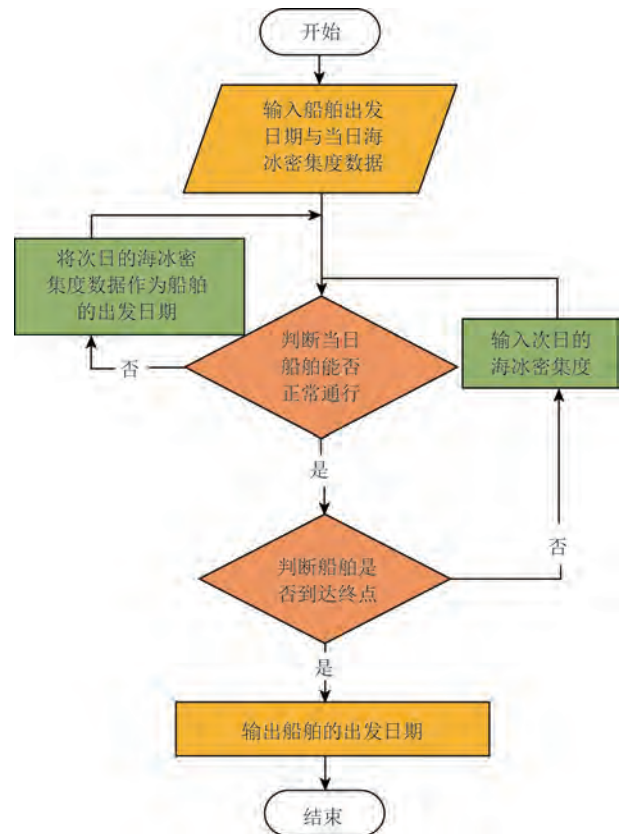 开始
输入船舶出发
日期与当日海
冰密集度数据
将次日的海冰密
集度数据作为船舶
的出发日期
判断当日
船舶能否
正常通行
输入次日的
海冰密集度
否
是
判断船舶是
否到达终点
否
是
输出船舶的出发日期
结束